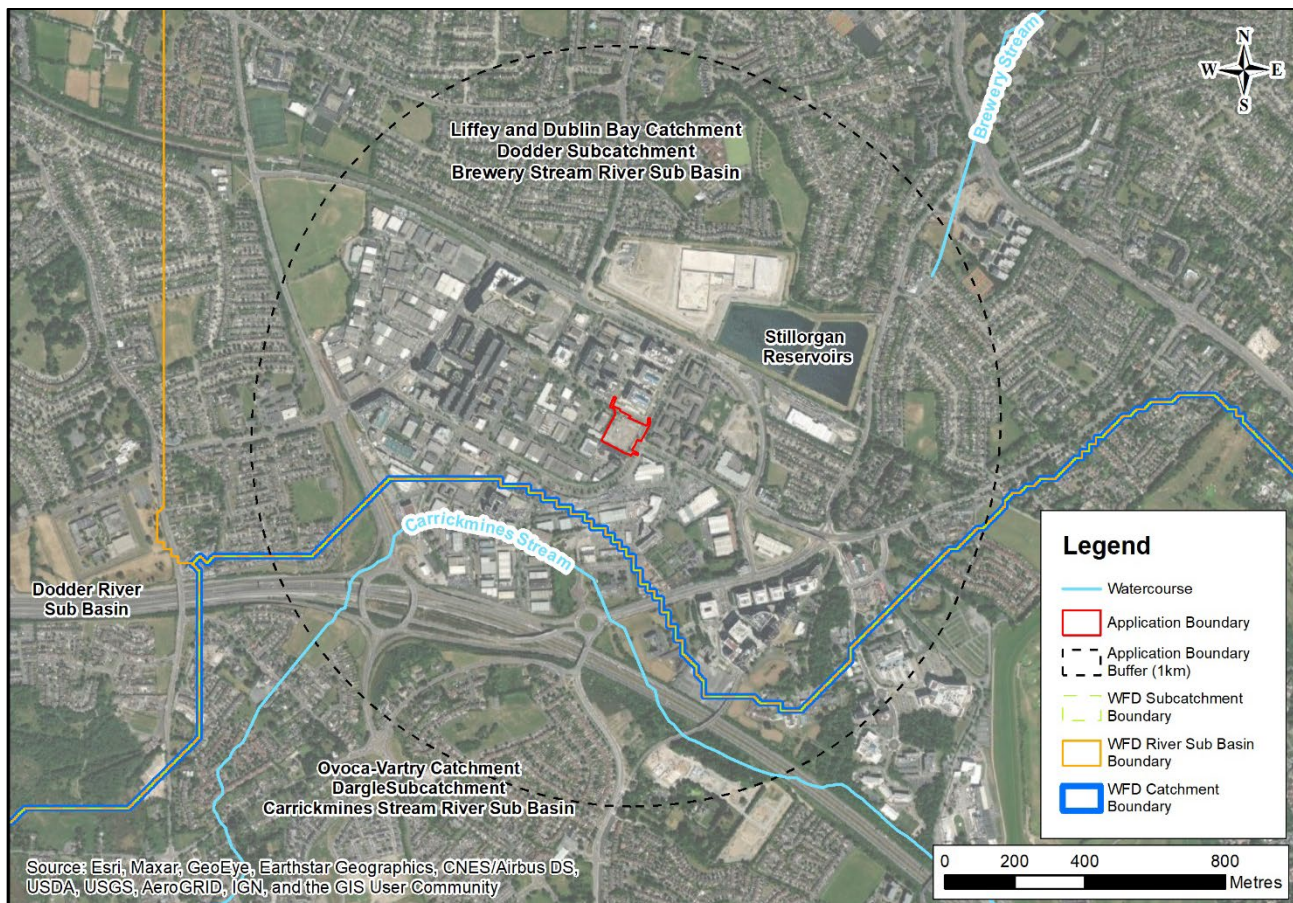 N
W E
S
Brewery Stream
Liffey and Dublin Bay Catchment
Dodder Subcatchment
Brewery Stream River Sub Basin
Stillorgan
Reservoirs
Carrickmines Stream
Dodder River
Sub Basin
Ovoca-Vartry Catchment
DargleSubcatchment
Carrickmines Stream River Sub Basin
Legend
Watercourse
Application Boundary
Application Boundary
Buffer (1km)
WFD Subcatchment
Boundary
WFD River Sub Basin
Boundary
WFD Catchment
Boundary
Source: Esri, Maxar, GeoEye, Earthstar Geographics, CNES/Airbus DS,
USDA, USGS, AeroGRID, IGN, and the GIS User Community
0 200 400 800
Metres